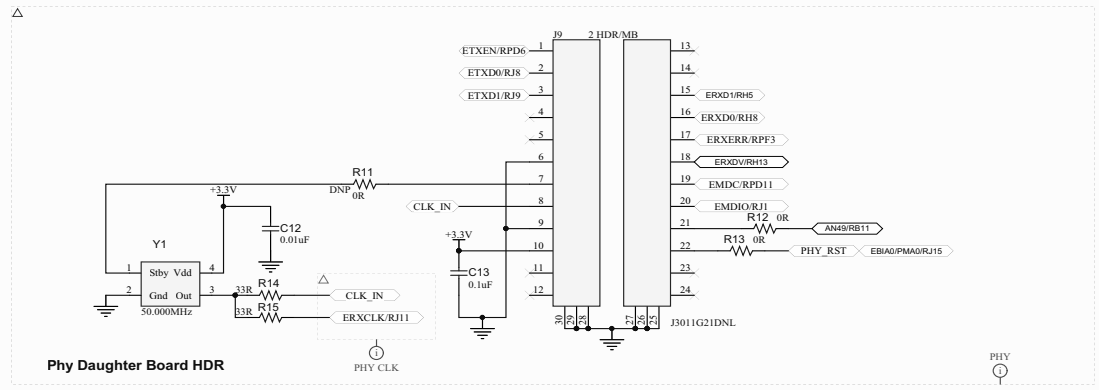 J9 2 HDR/MB
ETXEN/RPD6 1 13
ETXD0/RJ8 2 14
ETXD1/RJ9 3 15 ERXD1/RH5
4 16 ERXD0/RH8
5 17 ERXERR/RPF3
6 18 ERXDV/RH13
R11
DNP 0R 7 19 EMDC/RPD11
+3.3V
CLK_IN 8 20 EMDIO/RJ1
R12 0R
9 21 AN49/RB11
C12
0.01uF
+3.3V
R13 0R
10 22 PHY_RST EBIA0/PMA0/RJ15
Y1
1 Stby Vdd 4
C13
0.1uF
11 23
2 Gnd Out 3
33R R14 CLK_IN
12 24
50.000MHz
33R R15 ERXCLK/RJ11
30 29 28 27 26 25
J3011G21DNL
i
PHY CLK
Phy Daughter Board HDR
PHY
i